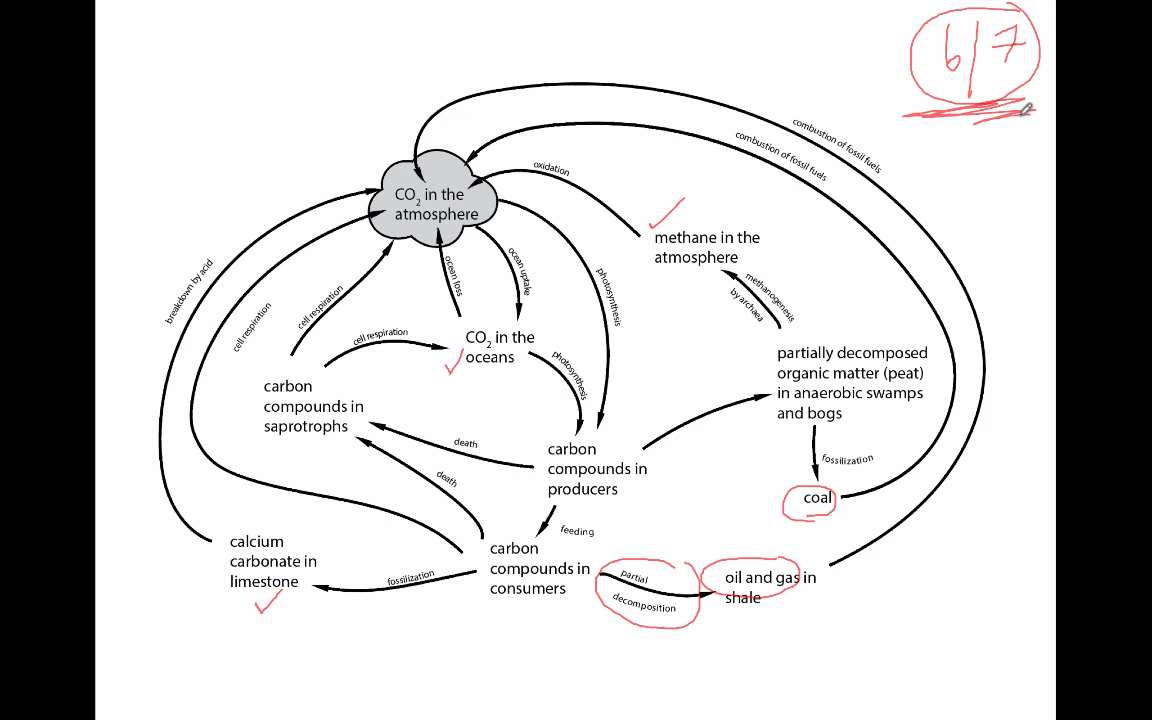 6/7
combustion of fossil fuels
combustion of fossil fuels
oxidation
CO₂ in the
atmosphere
methane in the
atmosphere
breakdown by acid
cell respiration
cell respiration
ocean loss
ocean uptake
photosynthesis
methanogenesis
by archaea
cell respiration
CO₂ in the
oceans
photosynthesis
partially decomposed
organic matter (peat)
in anaerobic swamps
and bogs
carbon
compounds in
saprotrophs
death
death
carbon
compounds in
producers
fossilization
coal
feeding
calcium
carbonate in
limestone
fossilization
carbon
compounds in
consumers
partial
decomposition
oil and gas in
shale